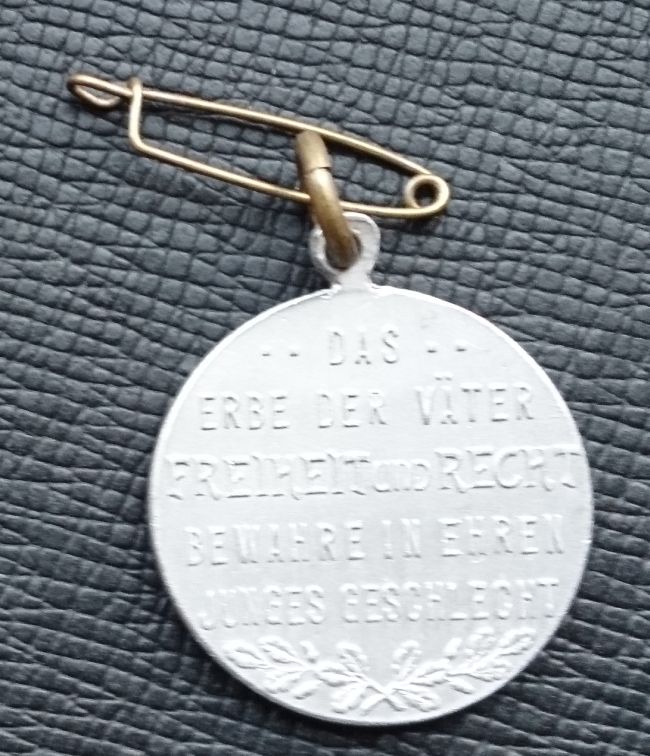 -- DAS --
ERBE DER VÄTER
FREIHEIT und RECHT
BEWAHRE IN EHREN
JUNGES GESCHLECHT